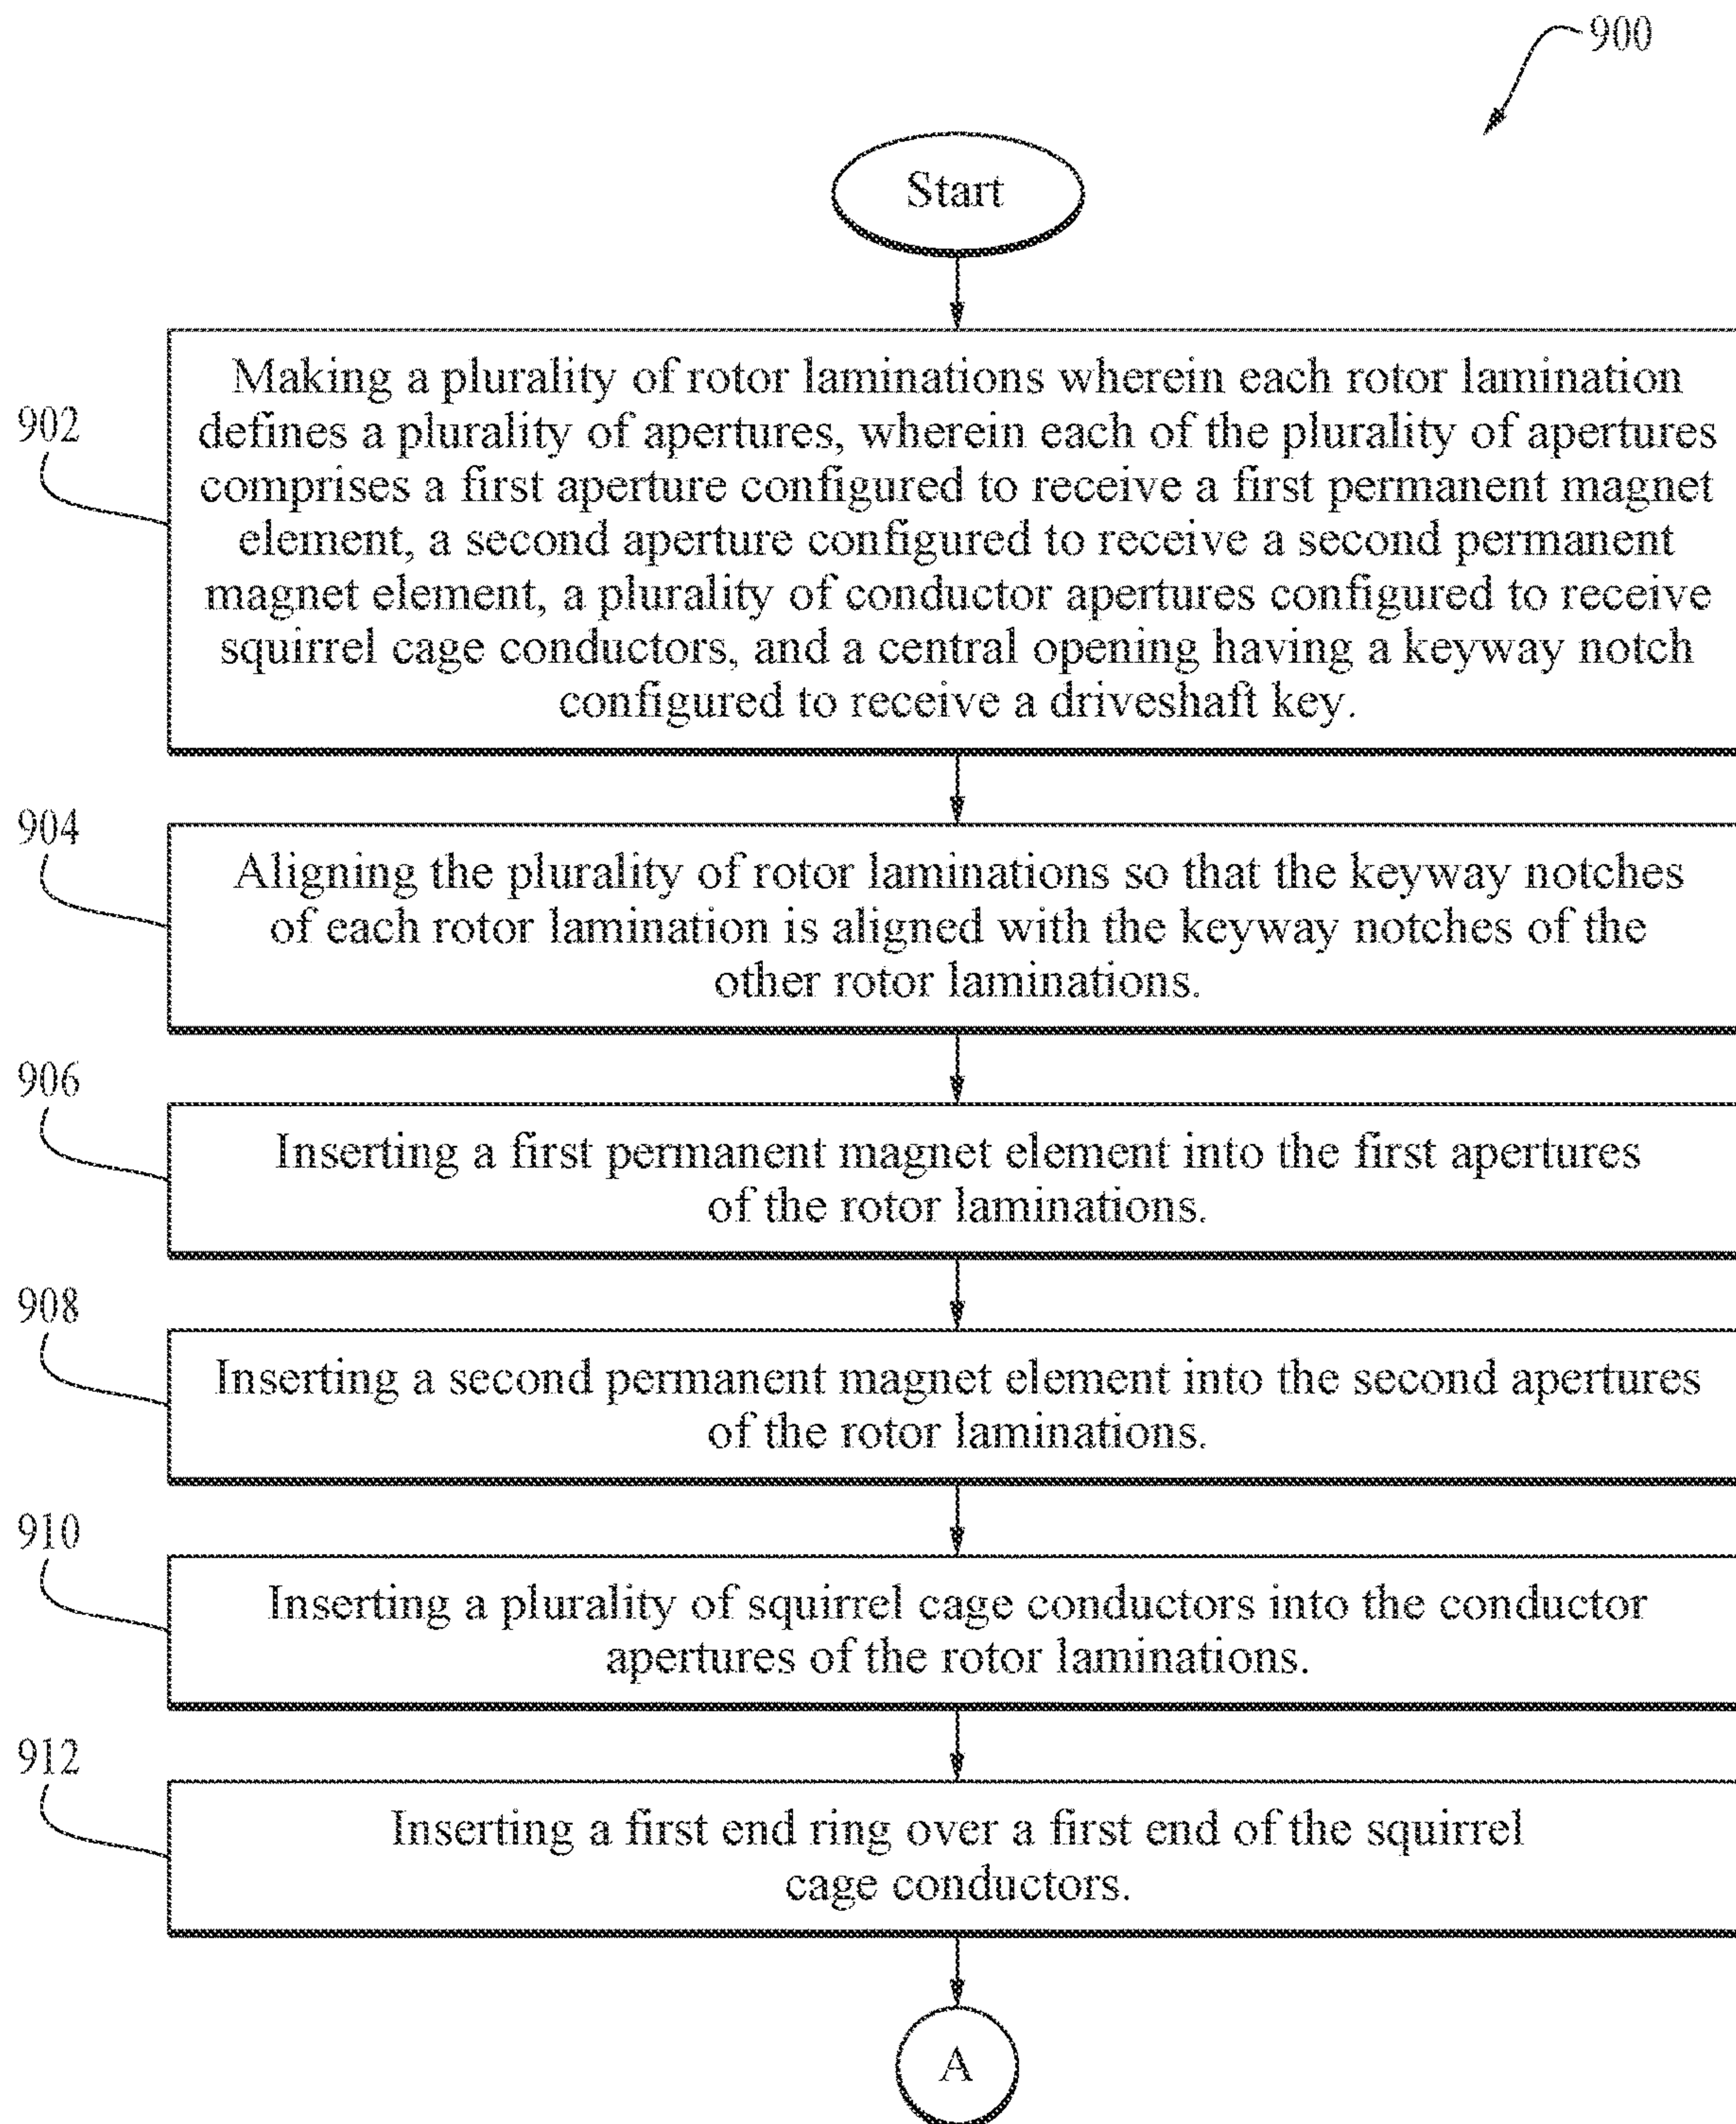 900
Start
902
Making a plurality of rotor laminations wherein each rotor lamination
defines a plurality of apertures, wherein each of the plurality of apertures
comprises a first aperture configured to receive a first permanent magnet
element, a second aperture configured to receive a second permanent
magnet element, a plurality of conductor apertures configured to receive
squirrel cage conductors, and a central opening having a keyway notch
configured to receive a driveshaft key.
904
Aligning the plurality of rotor laminations so that the keyway notches
of each rotor lamination is aligned with the keyway notches of the
other rotor laminations.
906
Inserting a first permanent magnet element into the first apertures
of the rotor laminations.
908
Inserting a second permanent magnet element into the second apertures
of the rotor laminations.
910
Inserting a plurality of squirrel cage conductors into the conductor
apertures of the rotor laminations.
912
Inserting a first end ring over a first end of the squirrel
cage conductors.
A